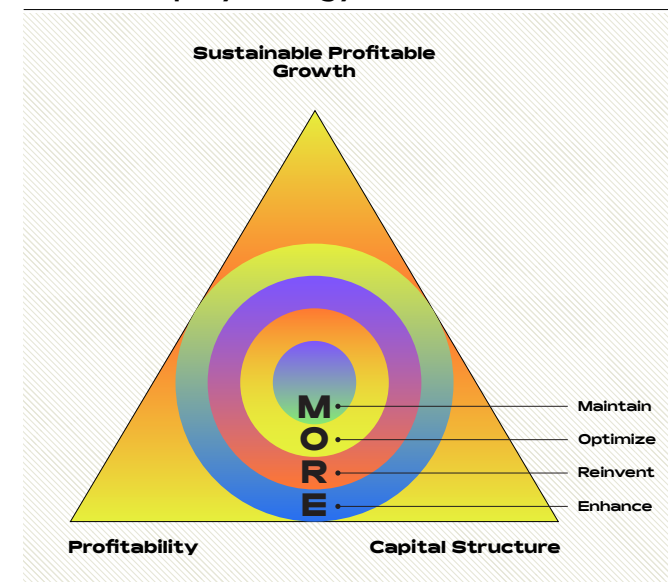 Sustainable Profitable
Growth
M
Maintain
O
Optimize
R
Reinvent
E
Enhance
Profitability
Capital Structure